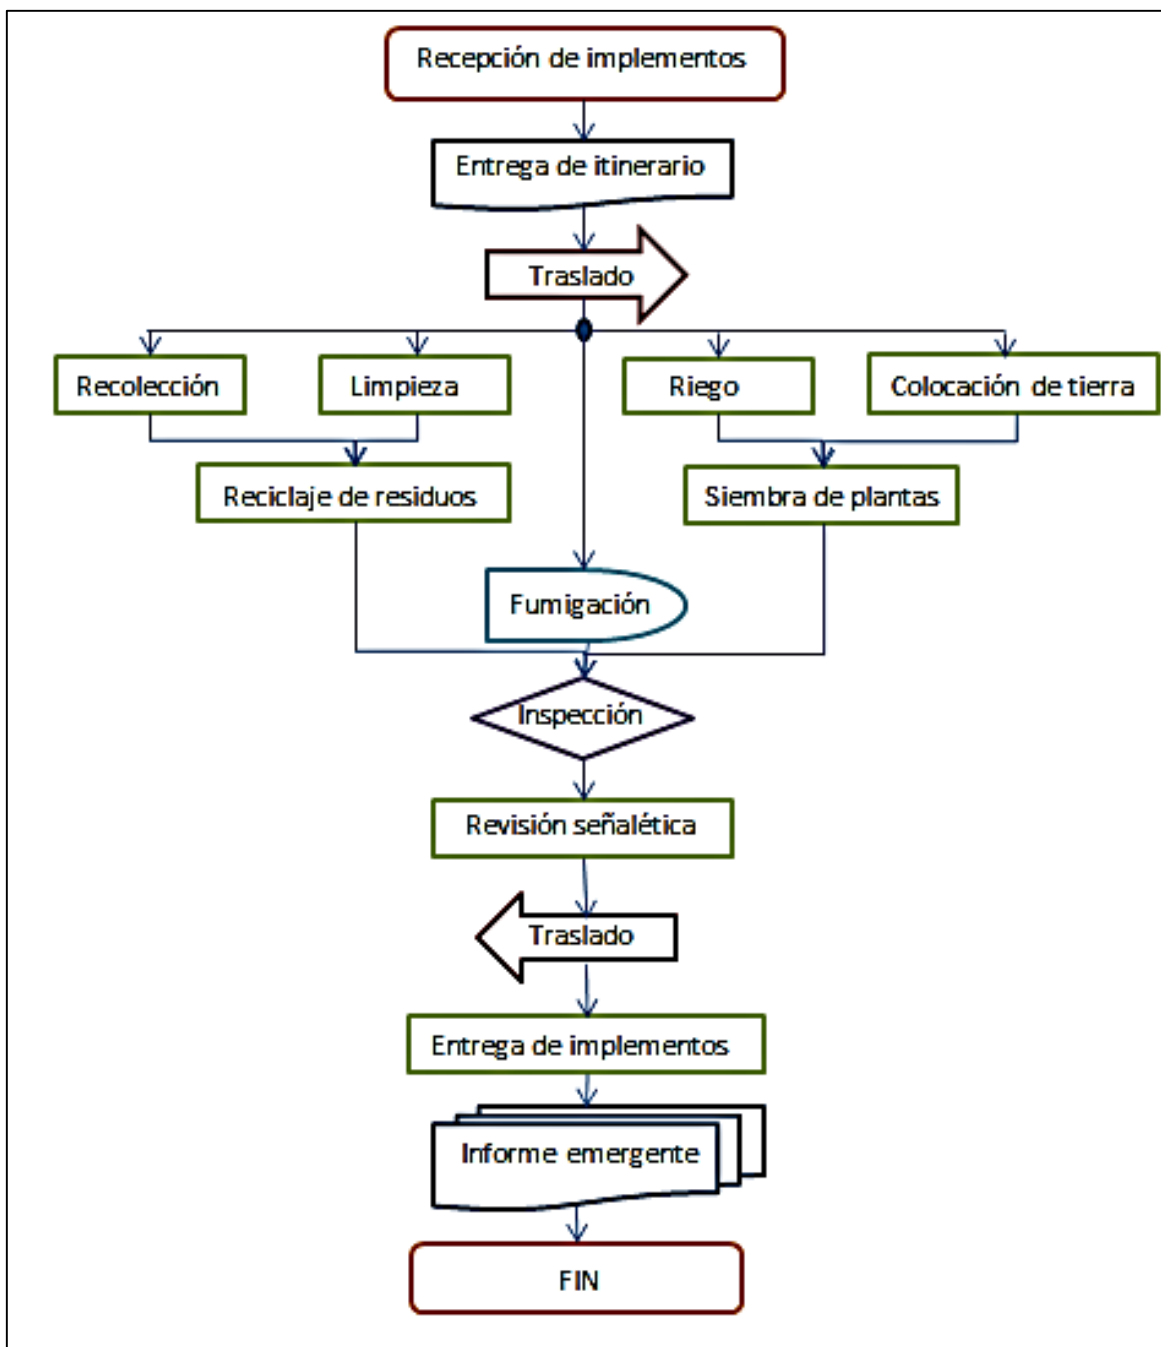 Recepción de implementos
Entrega de itinerario
Traslado
Recolección
Limpieza
Riego
Colocación de tierra
Reciclaje de residuos
Siembra de plantas
Fumigación
Inspección
Revisión señalética
Traslado
Entrega de implementos
Informe emergente
FIN